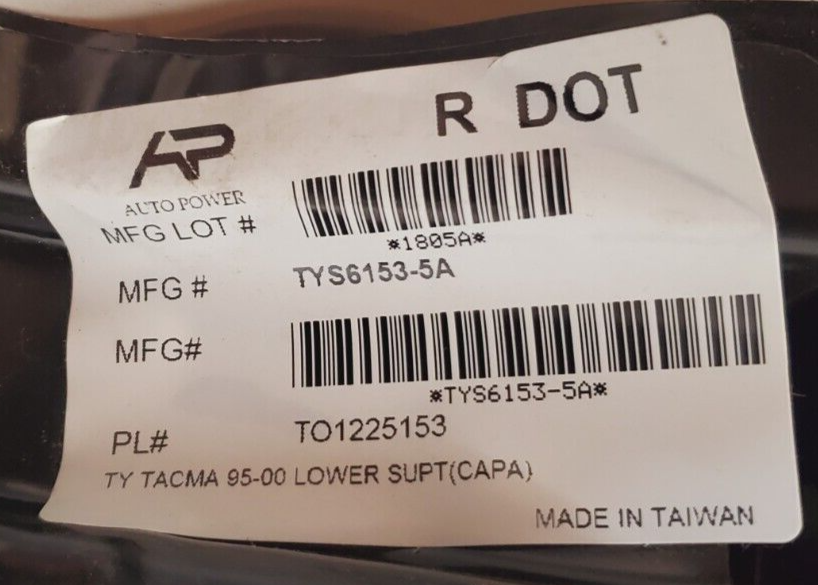 R DOT
AP
AUTO POWER
MFG LOT #
*1805A*
MFG # TYS6153-5A
MFG#
*TYS6153-5A*
PL# TO1225153
TY TACMA 95-00 LOWER SUPT(CAPA)
MADE IN TAIWAN